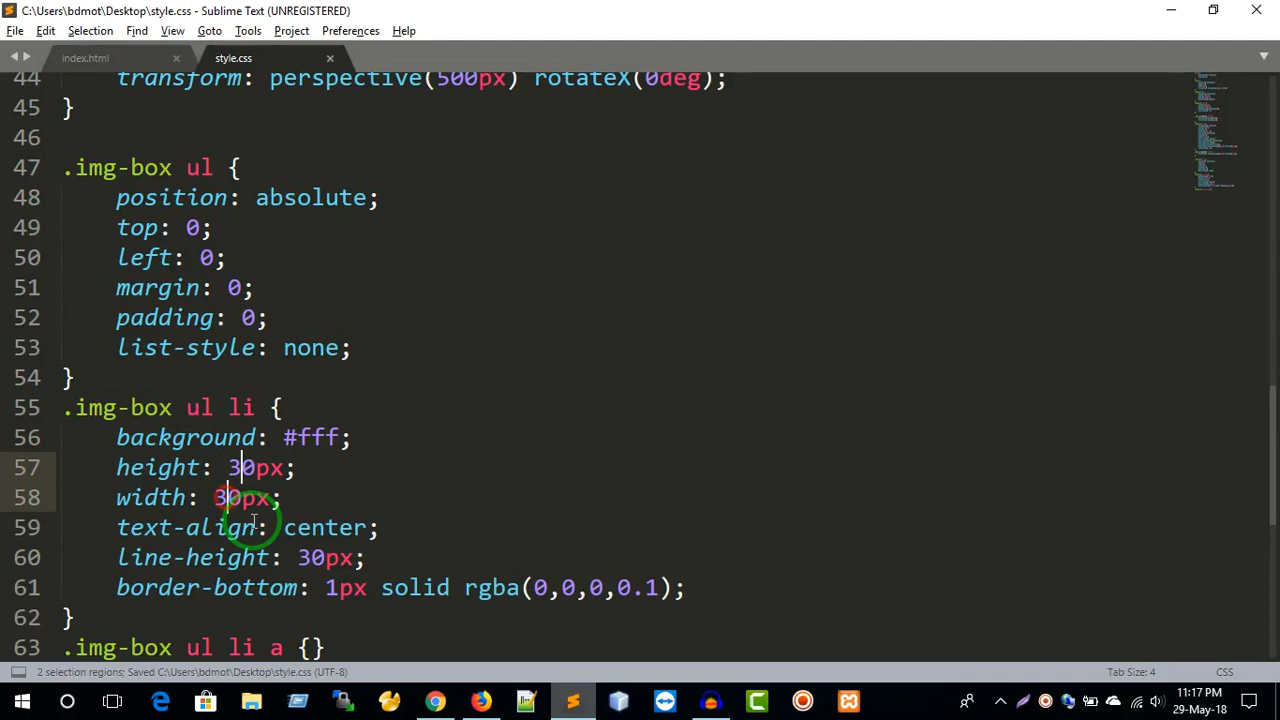 C:\Users\bdmot\Desktop\style.css - Sublime Text (UNREGISTERED)
File Edit Selection Find View Goto Tools Project Preferences Help
index.html style.css
44 transform: perspective(500px) rotateX(0deg);
45 }
46
47 .img-box ul {
48 position: absolute;
49 top: 0;
50 left: 0;
51 margin: 0;
52 padding: 0;
53 list-style: none;
54 }
55 .img-box ul li {
56 background: #fff;
57 height: 30px;
58 width: 30px;
59 text-align: center;
60 line-height: 30px;
61 border-bottom: 1px solid rgba(0,0,0,0.1);
62 }
63 .img-box ul li a {}
2 selection regions; Saved C:\Users\bdmot\Desktop\style.css (UTF-8) Tab Size: 4 CSS
11:17 PM
29-May-18